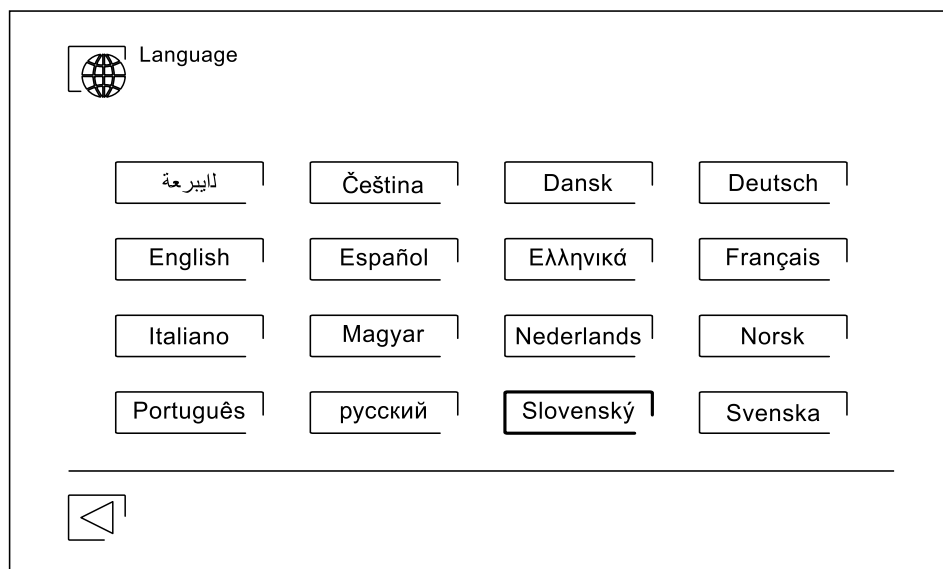 Language
لايبرعة
Čeština
Dansk
Deutsch
English
Español
Ελληνικά
Français
Italiano
Magyar
Nederlands
Norsk
Português
русский
Slovenský
Svenska